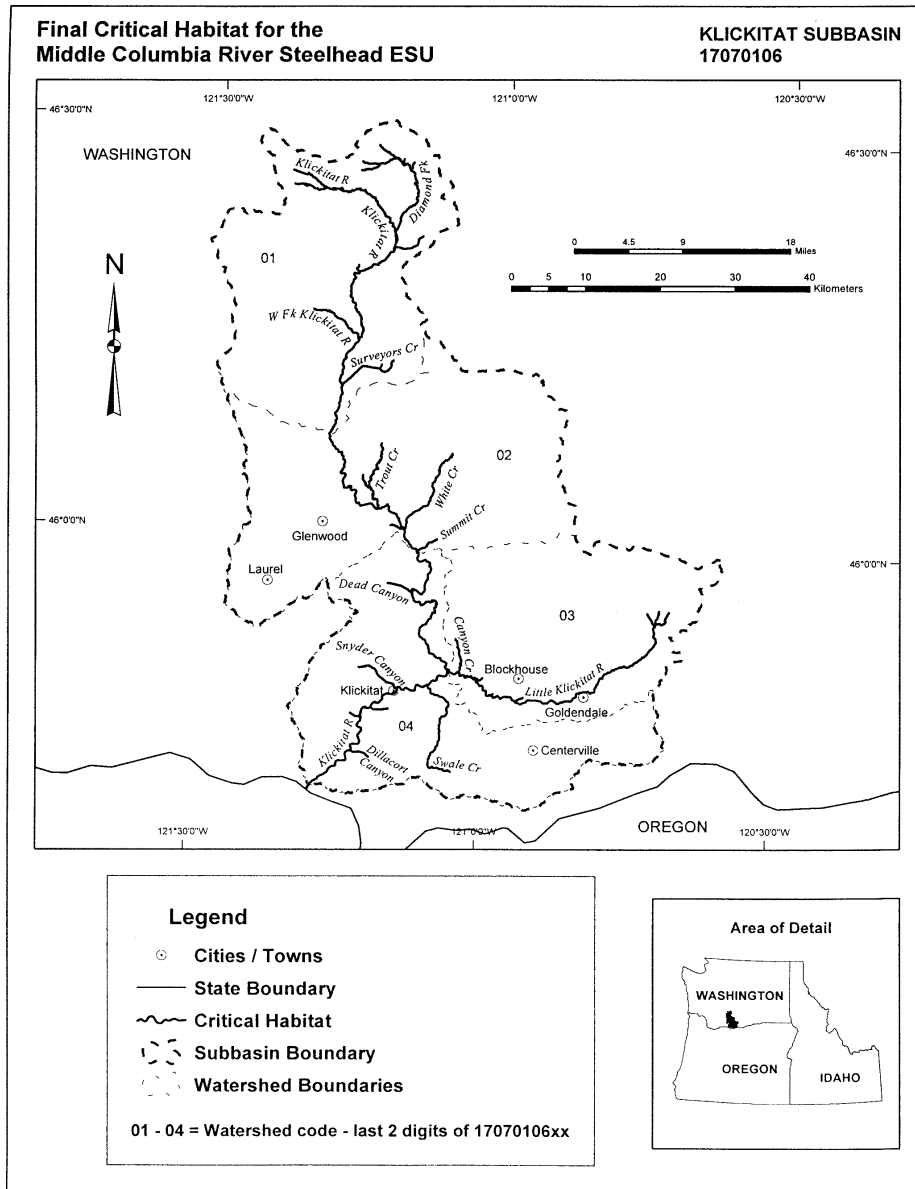 Final Critical Habitat for the
Middle Columbia River Steelhead ESU
KLICKITAT SUBBASIN
17070106
121°30'0"W
121°0'0"W
120°30'0"W
46°30'0"N
46°30'0"N
WASHINGTON
Klickitat R
Diamond Fk
Klickitat R
01
0 4.5 9 18
Miles
0 5 10 20 30 40
Kilometers
N
W Fk Klickitat R
Surveyors Cr
02
Trout Cr
White Cr
Summit Cr
46°0'0"N
46°0'0"N
Glenwood
Laurel
Dead Canyon
03
Canyon Cr
Snyder Canyon
Blockhouse
Klickitat
Little Klickitat R
Goldendale
04
Klickitat R
Centerville
Dillacort
Canyon
Swale Cr
OREGON
121°30'0"W
121°0'0"W
120°30'0"W
Legend
Cities / Towns
State Boundary
Critical Habitat
Subbasin Boundary
Watershed Boundaries
01 - 04 = Watershed code - last 2 digits of 17070106xx
Area of Detail
WASHINGTON
OREGON
IDAHO